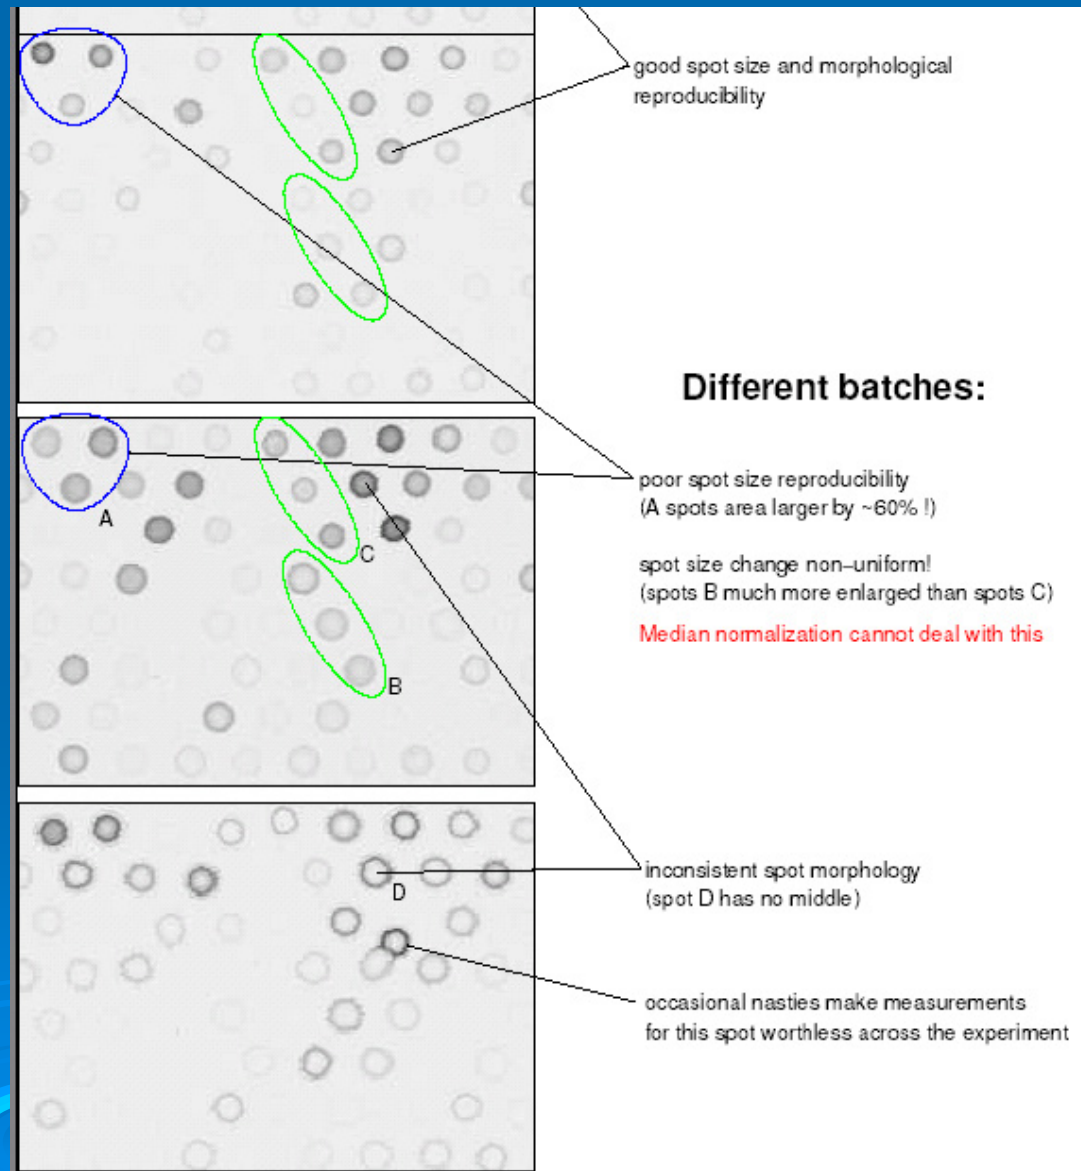 good spot size and morphological
reproducibility
Different batches:
poor spot size reproducibility
(A spots area larger by ~60% !)
A
spot size change non-uniform!
(spots B much more enlarged than spots C)
C
Median normalization cannot deal with this
B
inconsistent spot morphology
(spot D has no middle)
D
occasional nasties make measurements
for this spot worthless across the experiment